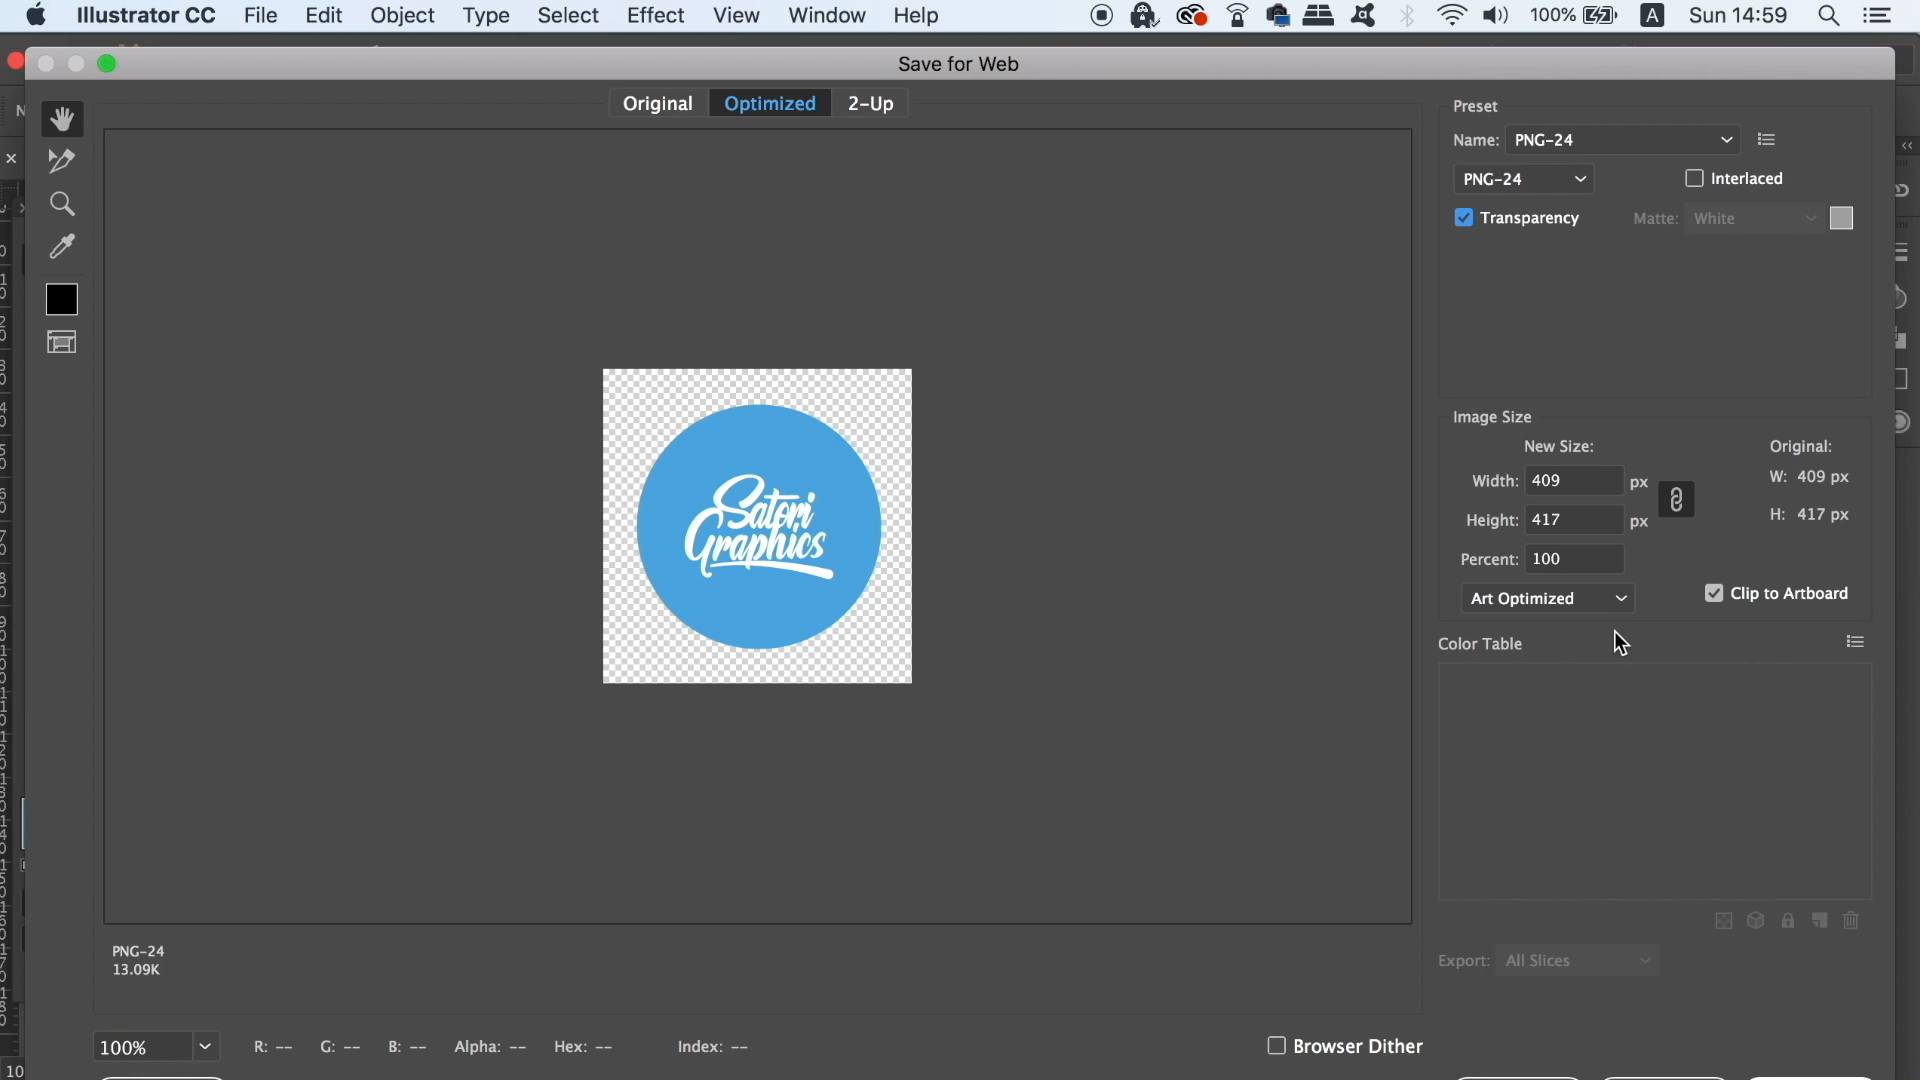 Illustrator CC File Edit Object Type Select Effect View Window Help 100% A Sun 14:59
Save for Web
Original Optimized 2-Up
Preset
Name: PNG-24
PNG-24 Interlaced
Transparency Matte: White
Satori
Graphics
Image Size
New Size: Original:
Width: 409 px W: 409 px
Height: 417 px H: 417 px
Percent: 100
Art Optimized Clip to Artboard
Color Table
PNG-24
13.09K
Export: All Slices
100% R: -- G: -- B: -- Alpha: -- Hex: -- Index: -- Browser Dither
10